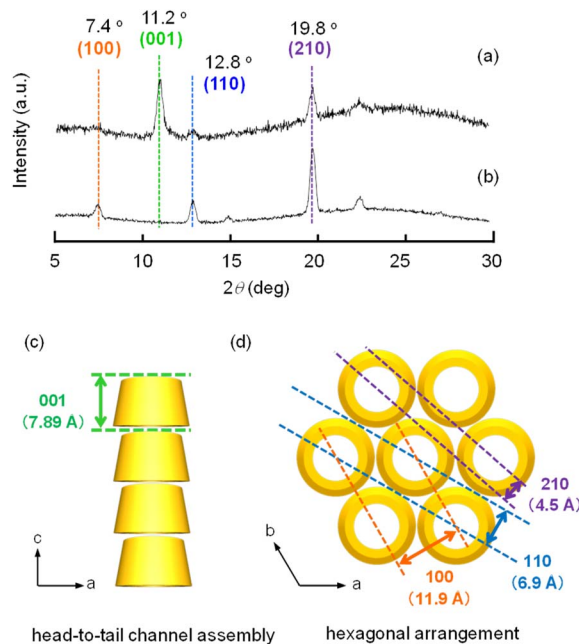 7.4 º
(100)
11.2 º
(001)
12.8 º
(110)
19.8 º
(210)
(a)
(b)
Intensity (a.u.)
5
10
15
20
25
30
2θ (deg)
(c)
001
(7.89 Å)
c
a
head-to-tail channel assembly
(d)
210
(4.5 Å)
110
(6.9 Å)
100
(11.9 Å)
b
a
hexagonal arrangement